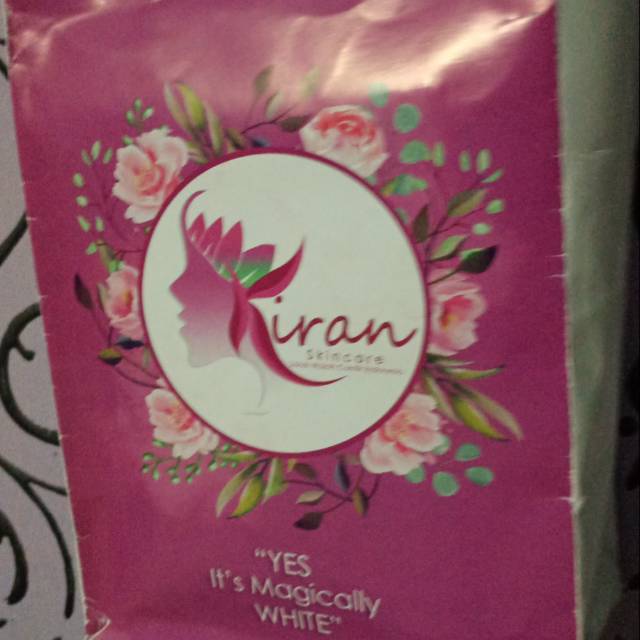 Kiran
Skincare
"YES
It's Magically
WHITE"